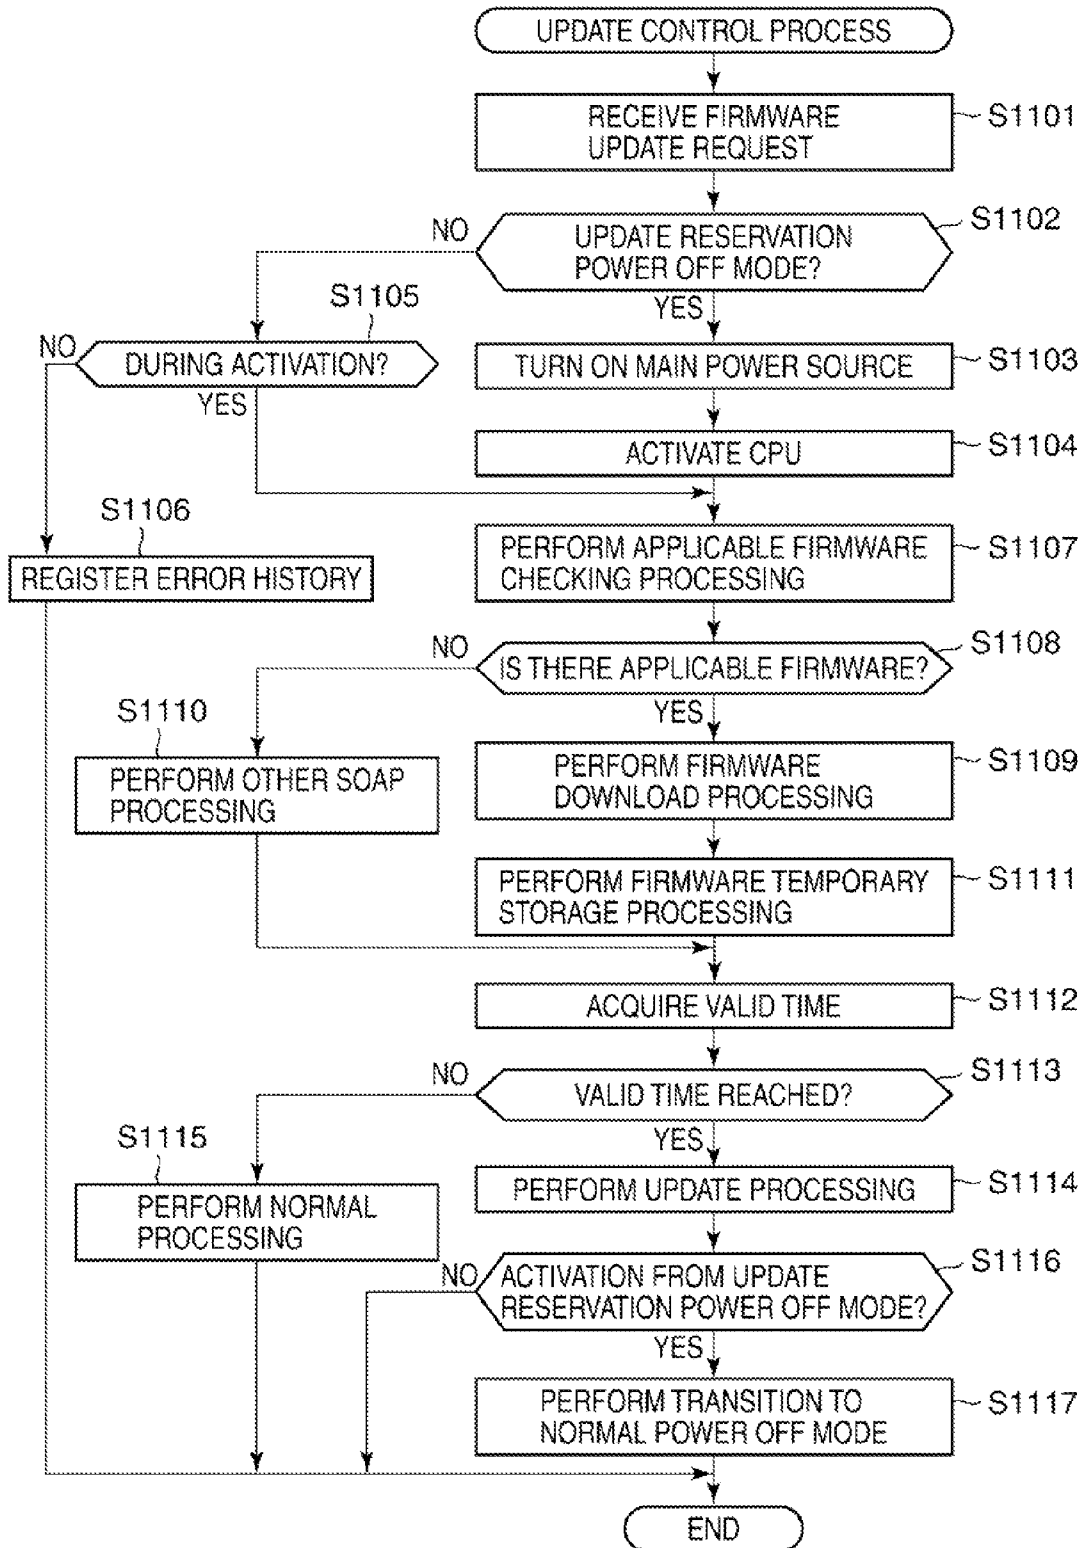 UPDATE CONTROL PROCESS
RECEIVE FIRMWARE
UPDATE REQUEST
S1101
S1102
NO
UPDATE RESERVATION
POWER OFF MODE?
YES
S1105
NO
DURING ACTIVATION?
YES
TURN ON MAIN POWER SOURCE
S1103
ACTIVATE CPU
S1104
S1106
REGISTER ERROR HISTORY
PERFORM APPLICABLE FIRMWARE
CHECKING PROCESSING
S1107
NO
IS THERE APPLICABLE FIRMWARE?
S1108
YES
S1110
PERFORM OTHER SOAP
PROCESSING
PERFORM FIRMWARE
DOWNLOAD PROCESSING
S1109
PERFORM FIRMWARE TEMPORARY
STORAGE PROCESSING
S1111
ACQUIRE VALID TIME
S1112
NO
VALID TIME REACHED?
S1113
YES
S1115
PERFORM NORMAL
PROCESSING
PERFORM UPDATE PROCESSING
S1114
NO
ACTIVATION FROM UPDATE
RESERVATION POWER OFF MODE?
S1116
YES
PERFORM TRANSITION TO
NORMAL POWER OFF MODE
S1117
END